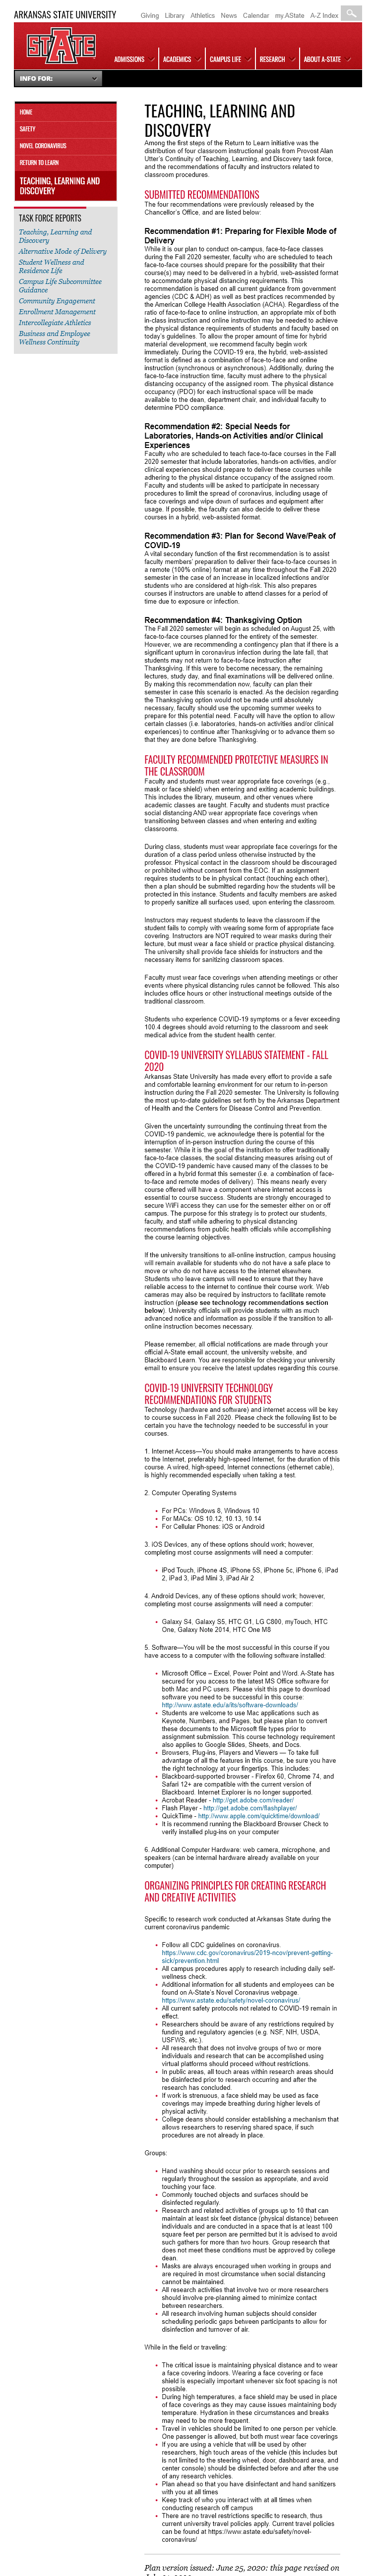 ARKANSAS STATE UNIVERSITY
Giving Library Athletics News Calendar my.AState A-Z Index
STATE
ADMISSIONS ACADEMICS CAMPUS LIFE RESEARCH ABOUT A-STATE
INFO FOR:
HOME
SAFETY
NOVEL CORONAVIRUS
RETURN TO LEARN
TEACHING, LEARNING AND
DISCOVERY
TASK FORCE REPORTS
Teaching, Learning and
Discovery
Alternative Mode of Delivery
Student Wellness and
Residence Life
Campus Life Subcommittee
Guidance
Community Engagement
Enrollment Management
Intercollegiate Athletics
Business and Employee
Wellness Continuity
TEACHING, LEARNING AND
DISCOVERY
Among the first steps of the Return to Learn initiative was the
distribution of our classroom instructional goals from Provost Alan
Utter's Continuity of Teaching, Learning, and Discovery task force,
and the recommendations of faculty and instructors related to
classroom procedures.
SUBMITTED RECOMMENDATIONS
The four recommendations were previously released by the
Chancellor's Office, and are listed below:
Recommendation #1: Preparing for Flexible Mode of
Delivery
While it is our plan to conduct on-campus, face-to-face classes
during the Fall 2020 semester, faculty who are scheduled to teach
face-to-face should be prepared for the possibility that their
course(s) may need to be converted into a hybrid, web-based format
to accommodate social distancing requirements. This
recommendation is based on current guidance from government
agencies (CDC & ADH) as well as best practices; recommended by
the American College Health Association (ACHA). Regardless of the
ratio of face-to-face to remote instruction, an appropriate mix of both
is advised to achieve the immediate goal of minimizing the risk of
infection and transmission. An appropriate mode of delivery will
need to be adopted to meet the physical distancing based on
today's guidelines. To allow the maximum amount of time for hybrid
format development, we recommend faculty begin work
immediately. During the COVID-19 era, the hybrid, web-assisted
format is defined as a combination of face-to-face and online
instruction (synchronous or asynchronous). Additionally, during the
face-to-face instruction time, faculty must adhere to the physical
distancing occupancy of the assigned room. The physical distance
occupancy (PDO) for each instructional space will be made
available to the dean, department chair, and individual faculty to
determine PDO compliance.
Recommendation #2: Special Needs for
Laboratories, Hands-on Activities and/or Clinical
Experiences
Faculty who are scheduled to teach face-to-face courses in the Fall
2020 semester that include laboratories, hands-on activities, and/or
clinical experiences should prepare to deliver these courses while
adhering to the physical distance occupancy of the assigned room.
Faculty and students will be asked to participate in necessary
procedures to limit the spread of coronavirus, including usage of
face coverings and wipe downs of surfaces and equipment after
usage. If possible, the faculty can also decide to deliver these
courses in a hybrid, web-assisted format.
Recommendation #3: Plan for Second Wave/Peak of
COVID-19
A vital secondary function of the first recommendation is to assist
faculty members' preparation to deliver their face-to-face courses in
a remote (100% online) format at any time throughout the Fall 2020
semester in the case of an increase in localized infections and/or
students who are considered at high-risk. This also prepares
courses if instructors are unable to attend classes for a period of
time due to exposure or infection.
Recommendation #4: Thanksgiving Option
The Fall 2020 semester will begin as scheduled on August 25, with
face-to-face courses planned for the entirety of the semester.
However, we are recommending a contingency plan that if there is a
significant upturn in coronavirus infection during the late fall, that
students may not return to face-to-face instruction after
Thanksgiving. If this were to become necessary, the remaining
lectures, study day, and final examinations will be delivered online.
By making this recommendation now, faculty can plan their
semester in case this scenario is enacted. As the decision regarding
the Thanksgiving option would not be made until absolutely
necessary, faculty should use the upcoming summer weeks to
prepare for this potential need. Faculty will have the option to allow
certain classes (i.e. laboratories, hands-on activities and/or clinical
experiences) to continue after Thanksgiving or to advance them so
that they are done before Thanksgiving.
FACULTY RECOMMENDED PROTECTIVE MEASURES IN
THE CLASSROOM
Faculty and students must wear appropriate face coverings (e.g.,
mask or face shield) when entering and exiting academic buildings.
This includes the library, museum, and other venues where
academic classes are taught. Faculty and students must practice
social distancing AND wear appropriate face coverings when
transitioning between classes and when entering and exiting
classrooms.
During class, students must wear appropriate face coverings for the
duration of a class period unless otherwise instructed by the
professor. Physical contact in the classroom should be discouraged
or prohibited without consent from the EOC. If an assignment
requires students to be in physical contact (touching each other),
then a plan should be submitted regarding how the students will be
protected in this instance. Students and faculty members are asked
to properly sanitize all surfaces used, upon entering the classroom.
Instructors may request students to leave the classroom if the
student fails to comply with wearing some form of appropriate face
covering. Instructors are NOT required to wear masks during their
lecture, but must wear a face shield or practice physical distancing.
The university shall provide face shields for instructors and the
necessary items for sanitizing classroom spaces.
Faculty must wear face coverings when attending meetings or other
events where physical distancing rules cannot be followed. This also
includes office hours or other instructional meetings outside of the
traditional classroom.
Students who experience COVID-19 symptoms or a fever exceeding
100.4 degrees should avoid returning to the classroom and seek
medical advice from the student health center.
COVID-19 UNIVERSITY SYLLABUS STATEMENT - FALL
2020
Arkansas State University has made every effort to provide a safe
and comfortable learning environment for our return to in-person
instruction during the Fall 2020 semester. The University is following
the most up-to-date guidelines set forth by the Arkansas Department
of Health and the Centers for Disease Control and Prevention.
Given the uncertainty surrounding the continuing threat from the
COVID-19 pandemic, we acknowledge there is potential for the
interruption of in-person instruction during the course of this
semester. While it is the goal of the institution to offer traditionally
face-to-face classes, the social distancing measures arising out of
the COVID-19 pandemic have caused many of the classes to be
offered in a hybrid format this semester (i.e. a combination of face-
to-face and remote modes of delivery). This means nearly every
course offered will have a component where internet access is
essential to course success. Students are strongly encouraged to
secure WIFI access they can use for the semester either on or off
campus. The purpose for this strategy is to protect our students,
faculty, and staff while adhering to physical distancing
recommendations from public health officials while accomplishing
the course learning objectives.
If the university transitions to all-online instruction, campus housing
will remain available for students who do not have a safe place to
move or who do not have access to the internet elsewhere.
Students who leave campus will need to ensure that they have
reliable access to the internet to continue their course work. Web
cameras may also be required by instructors to facilitate remote
instruction (please see technology recommendations section
below). University officials will provide students with as much
advanced notice and information as possible if the transition to all-
online instruction becomes necessary.
Please remember, all official notifications are made through your
official A-State email account, the university website, and
Blackboard Learn. You are responsible for checking your university
email to ensure you receive the latest updates regarding this course.
COVID-19 UNIVERSITY TECHNOLOGY
RECOMMENDATIONS FOR STUDENTS
Technology (hardware and software) and internet access will be key
to course success in Fall 2020. Please check the following list to be
certain you have the technology needed to be successful in your
courses.
1. Internet Access—You should make arrangements to have access
to the Internet, preferably high-speed Internet, for the duration of this
course. A wired, high-speed, Internet connections (ethernet cable),
is highly recommended especially when taking a test.
2. Computer Operating Systems
• For PCs: Windows 8, Windows 10
• For MACs: OS 10.12, 10.13, 10.14
• For Cellular Phones: iOS or Android
3. iOS Devices, any of these options should work; however,
completing most course assignments will need a computer:
• iPod Touch, iPhone 4S, iPhone 5S, iPhone 5c, iPhone 6, iPad
2, iPad 3, iPad Mini 3, iPad Air 2
4. Android Devices, any of these options should work; however,
completing most course assignments will need a computer:
• Galaxy S4, Galaxy S5, HTC G1, LG C800, myTouch, HTC
One, Galaxy Note 2014, HTC One M8
5. Software—You will be the most successful in this course if you
have access to a computer with the following software installed:
• Microsoft Office – Excel, Power Point and Word. A-State has
secured for you access to the latest MS Office software for
both Mac and PC users. Please visit this page to download
software you need to be successful in this course:
http://www.astate.edu/a/its/software-downloads/
• Students are welcome to use Mac applications such as
Keynote, Numbers, and Pages, but please plan to convert
these documents to the Microsoft file types prior to
assignment submission. This course technology requirement
also applies to Google Slides, Sheets, and Docs.
• Browsers, Plug-ins, Players and Viewers — To take full
advantage of all the features in this course, be sure you have
the right technology at your fingertips. This includes:
• Blackboard-supported browser - Firefox 60, Chrome 74, and
Safari 12+ are compatible with the current version of
Blackboard. Internet Explorer is no longer supported.
• Acrobat Reader - http://get.adobe.com/reader/
• Flash Player - http://get.adobe.com/flashplayer/
• QuickTime - http://www.apple.com/quicktime/download/
• It is recommend running the Blackboard Browser Check to
verify installed plug-ins on your computer
6. Additional Computer Hardware: web camera, microphone, and
speakers (can be internal hardware already available on your
computer)
ORGANIZING PRINCIPLES FOR CREATING RESEARCH
AND CREATIVE ACTIVITIES
Specific to research work conducted at Arkansas State during the
current coronavirus pandemic
• Follow all CDC guidelines on coronavirus.
https://www.cdc.gov/coronavirus/2019-ncov/prevent-getting-
sick/prevention.html
• All campus procedures apply to research including daily self-
wellness check.
• Additional information for all students and employees can be
found on A-State's Novel Coronavirus webpage.
https://www.astate.edu/safety/novel-coronavirus/
• All current safety protocols not related to COVID-19 remain in
effect.
• Researchers should be aware of any restrictions required by
funding and regulatory agencies (e.g. NSF, NIH, USDA,
USFWS, etc.).
• All research that does not involve groups of two or more
individuals and research that can be accomplished using
virtual platforms should proceed without restrictions.
• In public areas, all touch areas within research areas should
be disinfected prior to research occurring and after the
research has concluded.
• If work is strenuous, a face shield may be used as face
coverings may impede breathing during higher levels of
physical activity.
• College deans should consider establishing a mechanism that
allows researchers to reserving shared space, if such
procedures are not already in place.
Groups:
• Hand washing should occur prior to research sessions and
regularly throughout the session as appropriate, and avoid
touching your face.
• Commonly touched objects and surfaces should be
disinfected regularly.
• Research and related activities of groups up to 10 that can
maintain at least six feet distance (physical distance) between
individuals and are conducted in a space that is at least 100
square feet per person are permitted but it is advised to avoid
such gathers for more than two hours. Group research that
does not meet these conditions must be approved by college
dean.
• Masks are always encouraged when working in groups and
are required in most circumstance when social distancing
cannot be maintained.
• All research activities that involve two or more researchers
should involve pre-planning aimed to minimize contact
between researchers.
• All research involving human subjects should consider
scheduling periodic gaps between participants to allow for
disinfection and turnover of air.
While in the field or traveling:
• The critical issue is maintaining physical distance and to wear
a face covering indoors. Wearing a face covering or face
shield is especially important whenever six foot spacing is not
possible.
• During high temperatures, a face shield may be used in place
of face coverings as they may cause issues maintaining body
temperature. Hydration in these circumstances and breaks
may need to be more frequent.
• Travel in vehicles should be limited to one person per vehicle.
One passenger is allowed, but both must wear face coverings
• If you are using a vehicle that will be used by other
researchers, high touch areas of the vehicle (this includes but
is not limited to the steering wheel, door, dashboard area, and
center console) should be disinfected before and after the use
of any research vehicles.
• Plan ahead so that you have disinfectant and hand sanitizers
with you at all times
• Keep track of who you interact with at all times when
conducting research off campus
• There are no travel restrictions specific to research, thus
current university travel policies apply. Current travel policies
can be found at https://www.astate.edu/safety/novel-
coronavirus/
Plan version issued: June 25, 2020; this page revised on